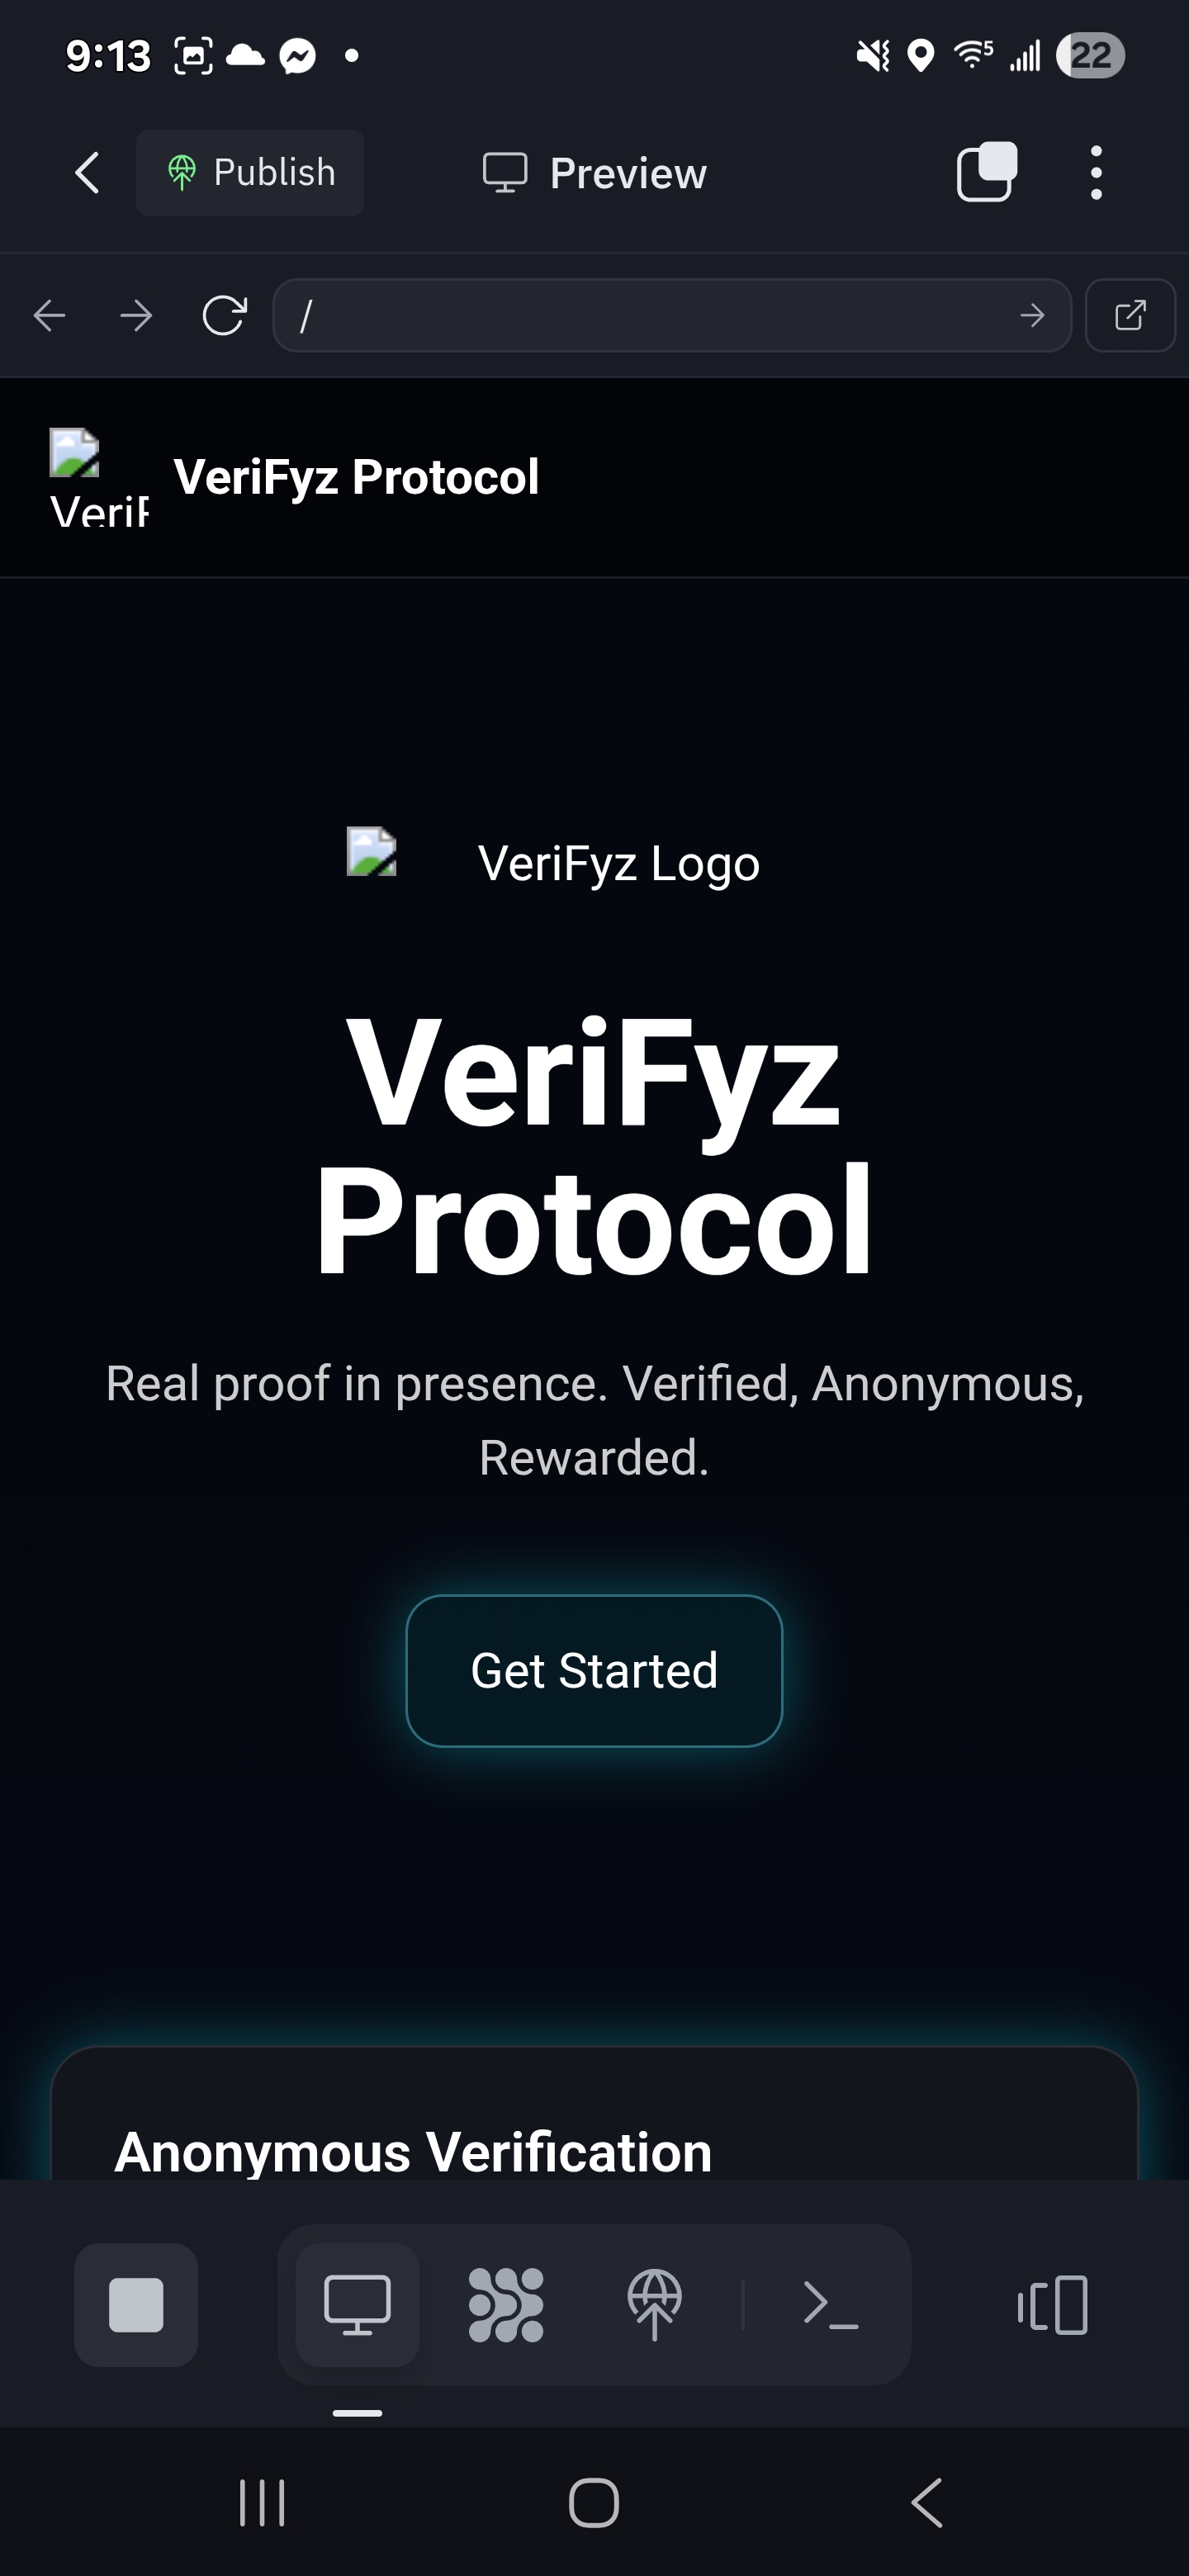 9:13
5
22
Publish
Preview
/
VeriF
VeriFyz Protocol
VeriFyz Logo
VeriFyz
Protocol
Real proof in presence. Verified, Anonymous,
Rewarded.
Get Started
Anonymous Verification